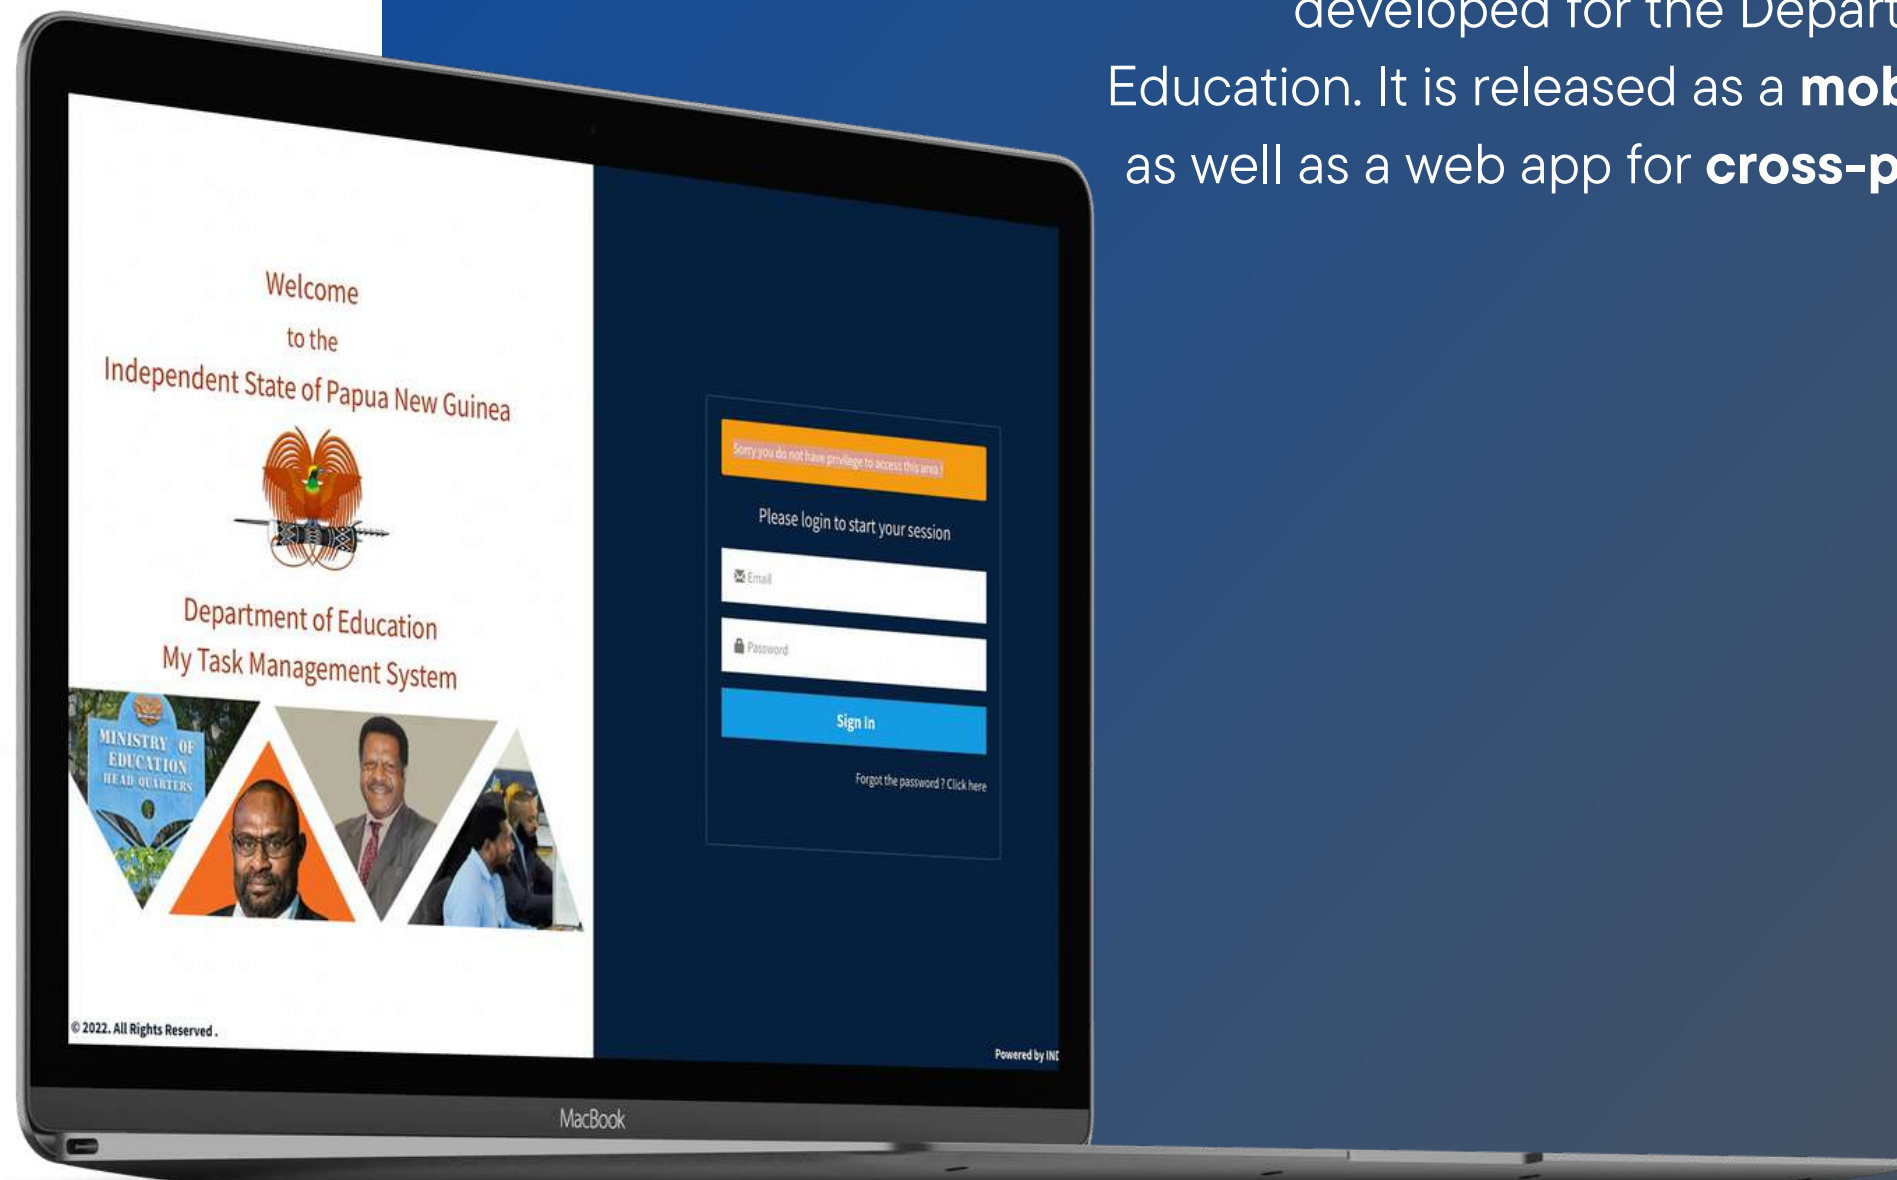 developed for the Depart
Education. It is released as a mob
as well as a web app for cross-p
Welcome
to the
Independent State of Papua New Guinea
Department of Education
My Task Management System
MINISTRY OF
EDUCATION
HEAD QUARTERS
© 2022. All Rights Reserved .
Sorry you do not have privilege to access this area !
Please login to start your session
Email
Password
Sign In
Forgot the password ? Click here
Powered by IND
MacBook